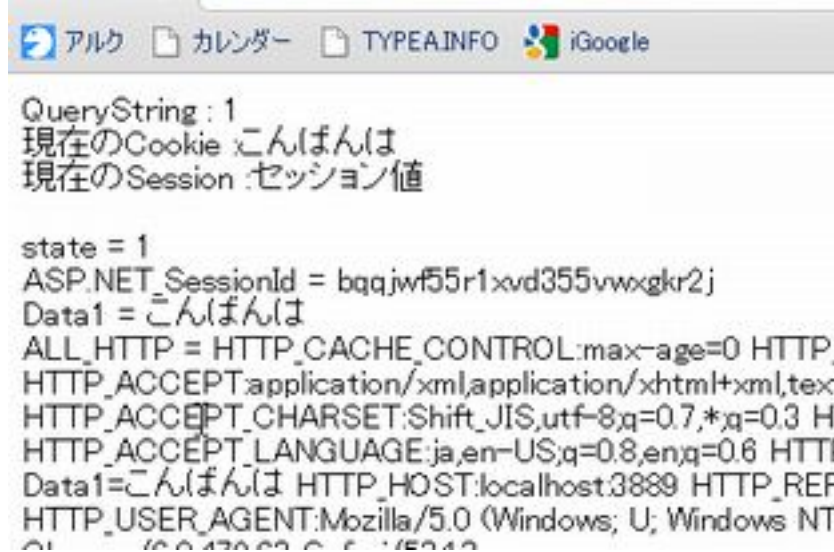 アルク カレンダー TYPEA.INFO iGoogle
QueryString : 1
現在のCookie :こんばんは
現在のSession :セッション値
state = 1
ASP.NET_SessionId = bqqjwf55r1xvd355vwxgkr2j
Data1 = こんばんは
ALL_HTTP = HTTP_CACHE_CONTROL:max-age=0 HTTP_
HTTP_ACCEPT:application/xml,application/xhtml+xml,tex
HTTP_ACCEPT_CHARSET:Shift_JIS,utf-8;q=0.7,*;q=0.3 H
HTTP_ACCEPT_LANGUAGE:ja,en-US;q=0.8,en;q=0.6 HTT
Data1=こんばんは HTTP_HOST:localhost:3889 HTTP_REF
HTTP_USER_AGENT:Mozilla/5.0 (Windows; U; Windows NT